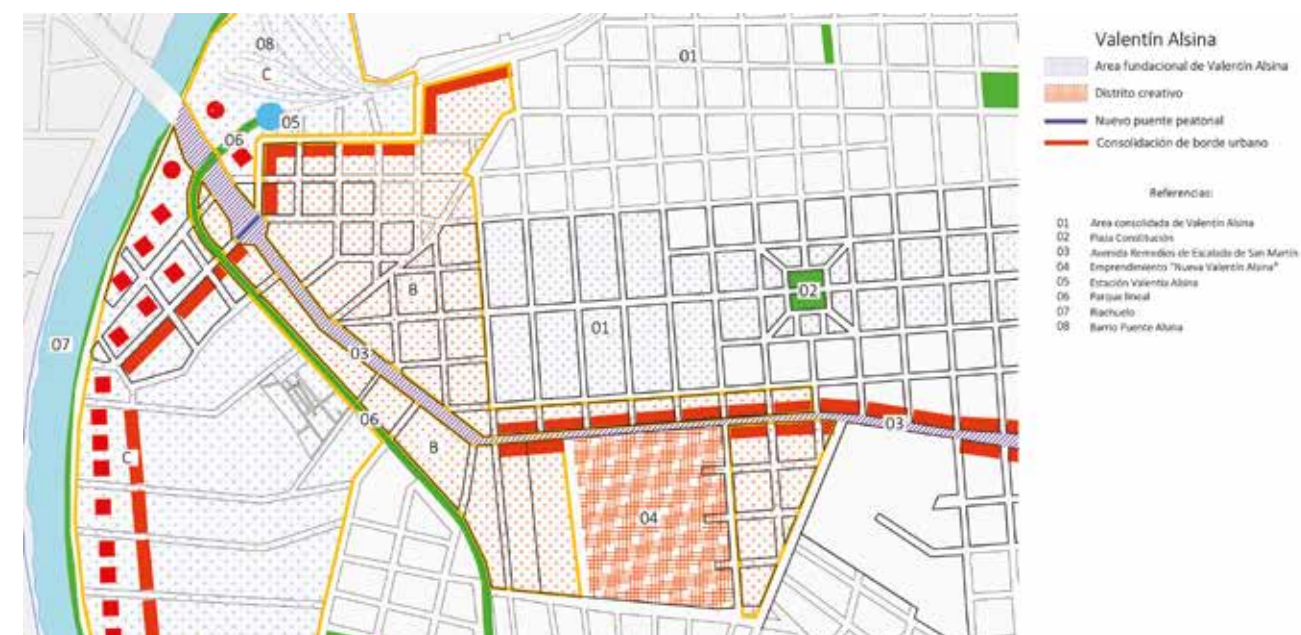 08
C
01
05
06
B
02
07
01
03
06
03
B
C
04
Valentín Alsina
Area fundacional de Valentín Alsina
Distrito creativo
Nuevo puente peatonal
Consolidación de borde urbano
Referencias:
01 Area consolidada de Valentín Alsina
02 Plaza Constitución
03 Avenida Remedios de Escalada de San Martín
04 Emprendimiento "Nueva Valentín Alsina"
05 Estación Valentín Alsina
06 Parque lineal
07 Riachuelo
08 Barrio Puente Alsina